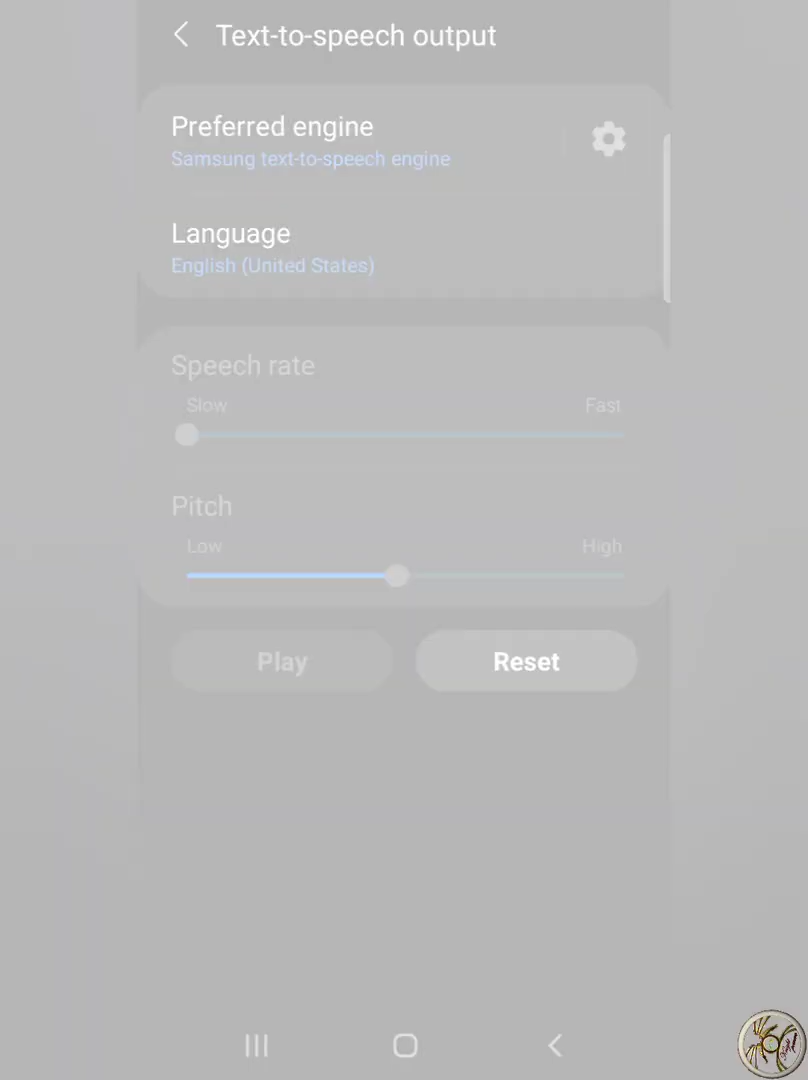 Text-to-speech output
Preferred engine
Samsung text-to-speech engine
Language
English (United States)
Speech rate
Slow Fast
Pitch
Low High
Play Reset